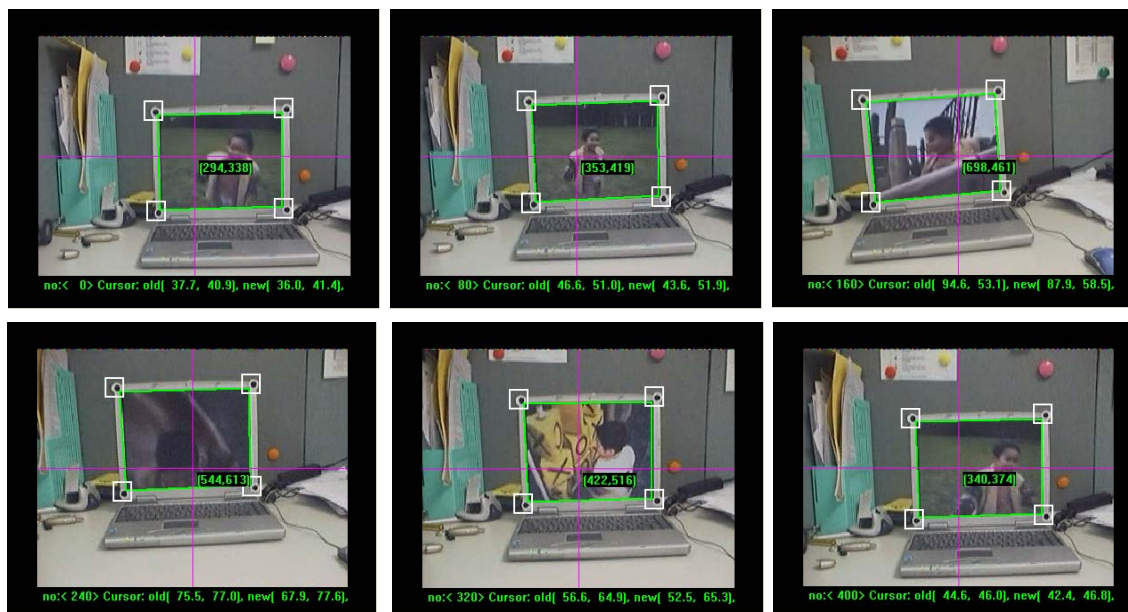 [294,338]
no:< 0> Cursor: old[ 37.7, 40.9], new[ 36.0, 41.4],
[353,419]
no:< 80> Cursor: old[ 46.6, 51.0], new[ 43.6, 51.9],
[698,461]
no:< 160> Cursor: old[ 94.6, 53.1], new[ 87.9, 58.5],
[544,613]
no:< 240> Cursor: old[ 75.5, 77.0], new[ 67.9, 77.6],
[422,516]
no:< 320> Cursor: old[ 56.6, 64.9], new[ 52.5, 65.3],
[340,374]
no:< 400> Cursor: old[ 44.6, 46.0], new[ 42.4, 46.8],